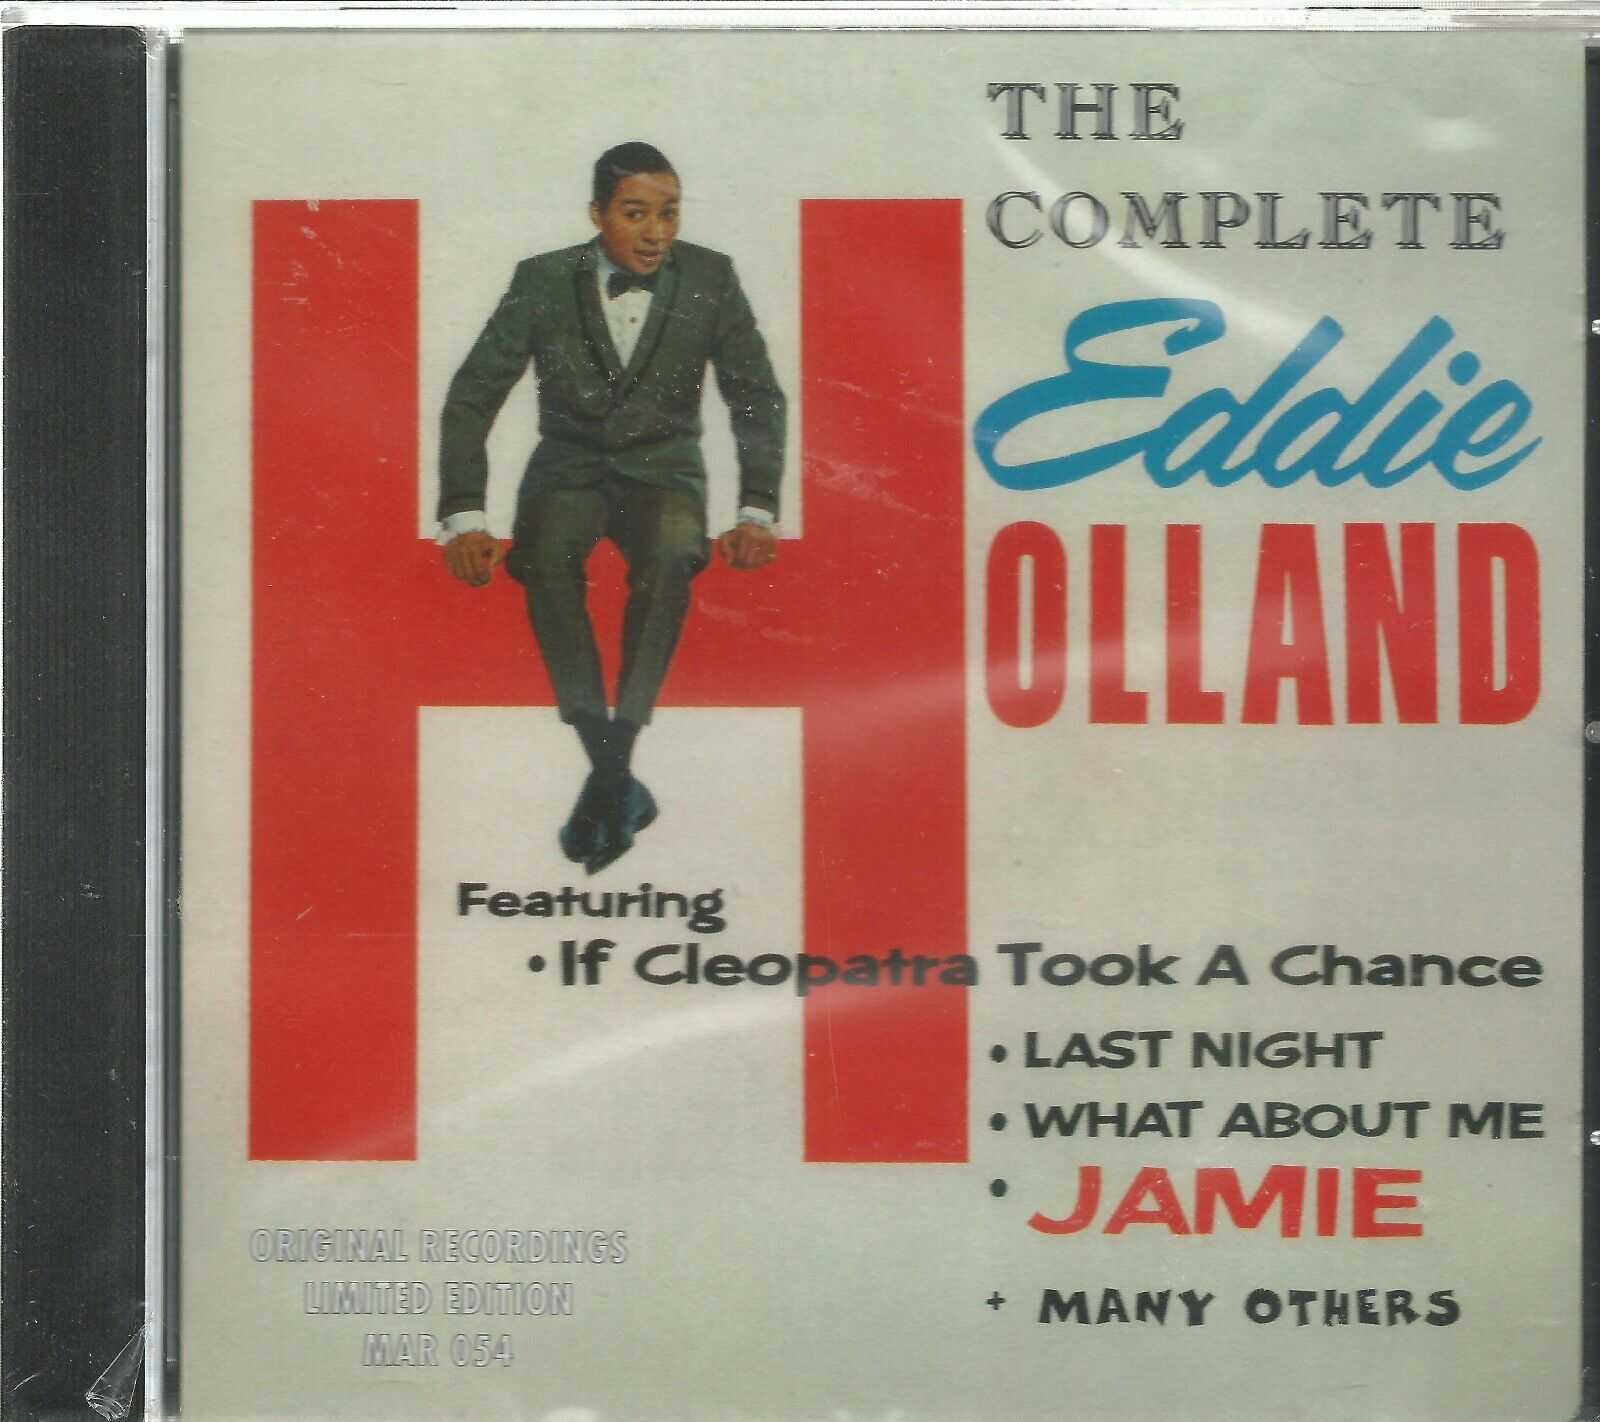 THE
COMPLETE
Eddie
HOLLAND
Featuring
• If Cleopatra Took A Chance
• LAST NIGHT
• WHAT ABOUT ME
• JAMIE
+ MANY OTHERS
ORIGINAL RECORDINGS
LIMITED EDITION
MAR 054